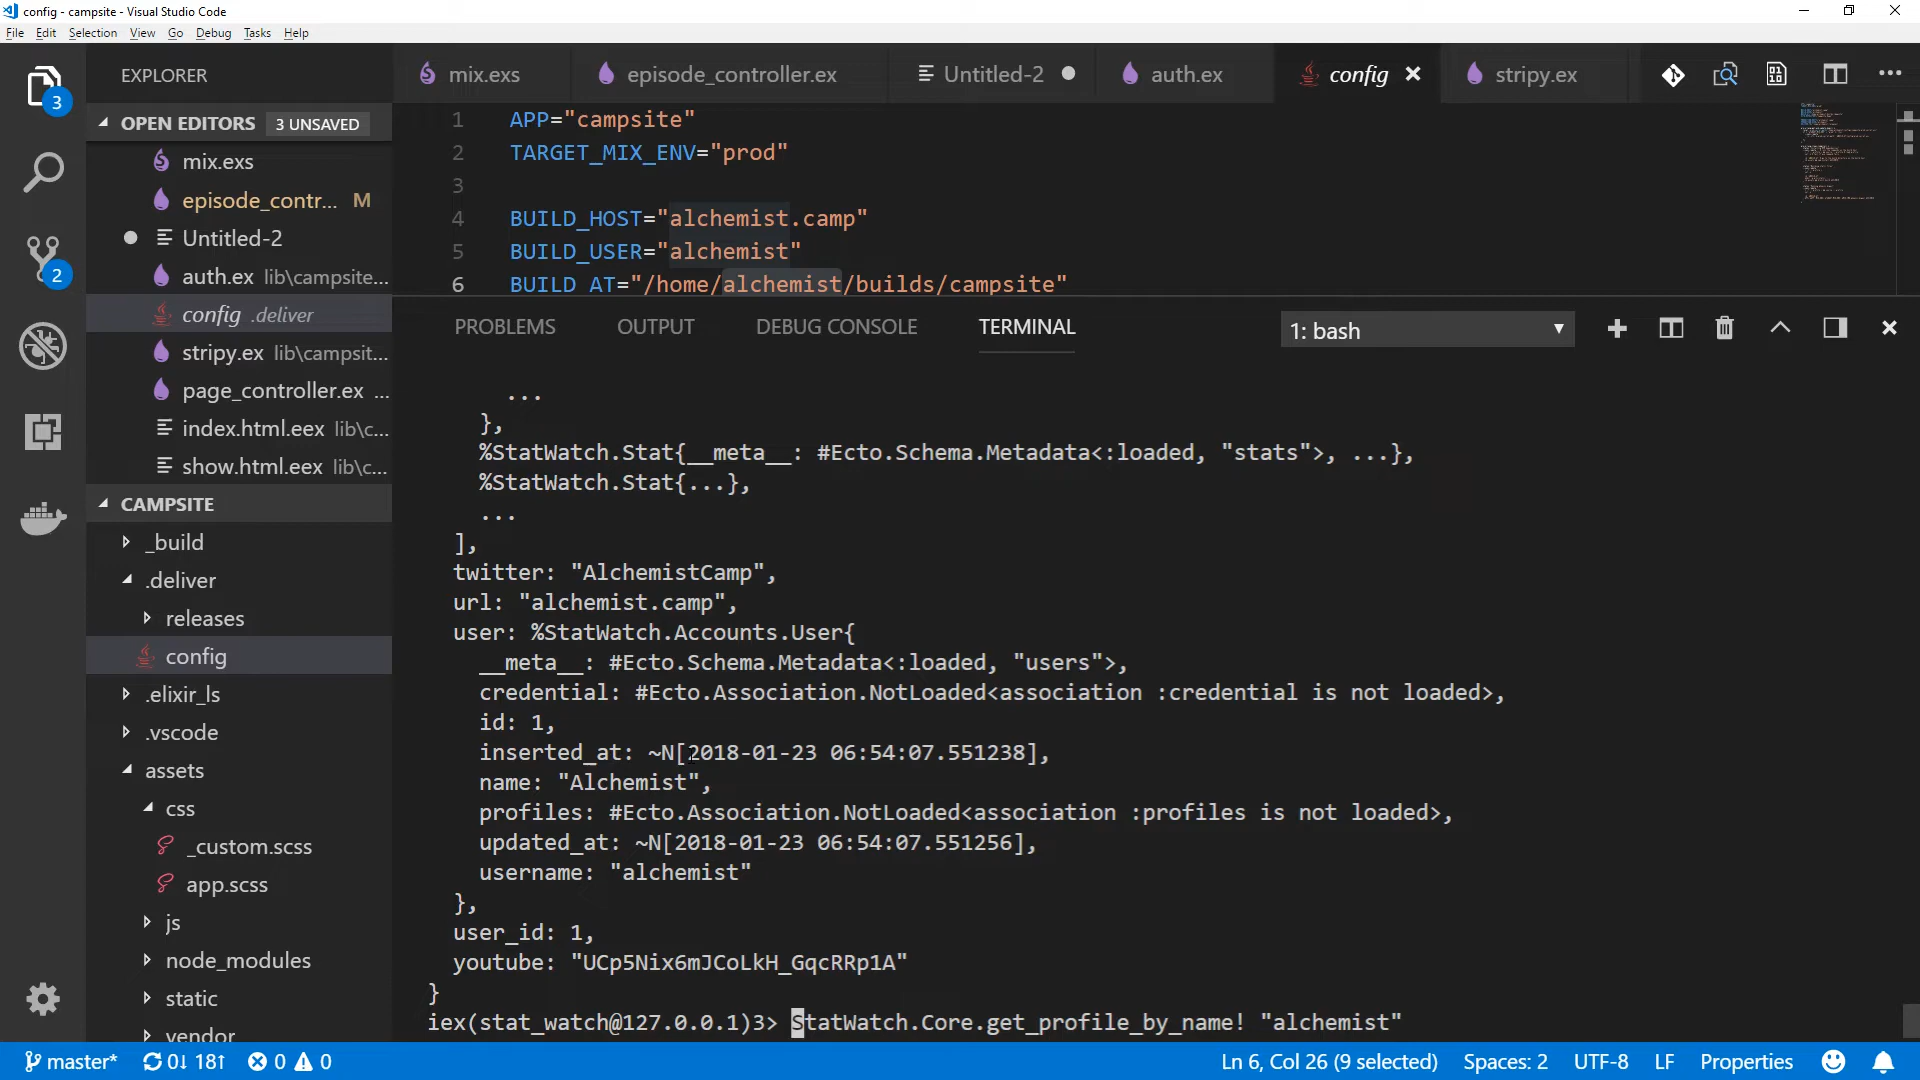 config - campsite - Visual Studio Code
File Edit Selection View Go Debug Tasks Help
EXPLORER
3
OPEN EDITORS 3 UNSAVED
mix.exs
episode_contr... M
Untitled-2
auth.ex lib\campsite...
config .deliver
stripy.ex lib\campsit...
page_controller.ex ...
index.html.eex lib\c...
show.html.eex lib\c...
2
CAMPSITE
_build
.deliver
releases
config
.elixir_ls
.vscode
assets
css
_custom.scss
app.scss
js
node_modules
static
vendor
mix.exs episode_controller.ex Untitled-2 auth.ex config stripy.ex
1 APP="campsite"
2 TARGET_MIX_ENV="prod"
3
4 BUILD_HOST="alchemist.camp"
5 BUILD_USER="alchemist"
6 BUILD_AT="/home/alchemist/builds/campsite"
PROBLEMS OUTPUT DEBUG CONSOLE TERMINAL 1: bash
...
},
%StatWatch.Stat{__meta__: #Ecto.Schema.Metadata<:loaded, "stats">, ...},
%StatWatch.Stat{...},
...
],
twitter: "AlchemistCamp",
url: "alchemist.camp",
user: %StatWatch.Accounts.User{
__meta__: #Ecto.Schema.Metadata<:loaded, "users">,
credential: #Ecto.Association.NotLoaded<association :credential is not loaded>,
id: 1,
inserted_at: ~N[2018-01-23 06:54:07.551238],
name: "Alchemist",
profiles: #Ecto.Association.NotLoaded<association :profiles is not loaded>,
updated_at: ~N[2018-01-23 06:54:07.551256],
username: "alchemist"
},
user_id: 1,
youtube: "UCp5Nix6mJCoLkH_GqcRRp1A"
}
iex(stat_watch@127.0.0.1)3> StatWatch.Core.get_profile_by_name! "alchemist"
master* 0↓ 18↑ 0 0 Ln 6, Col 26 (9 selected) Spaces: 2 UTF-8 LF Properties